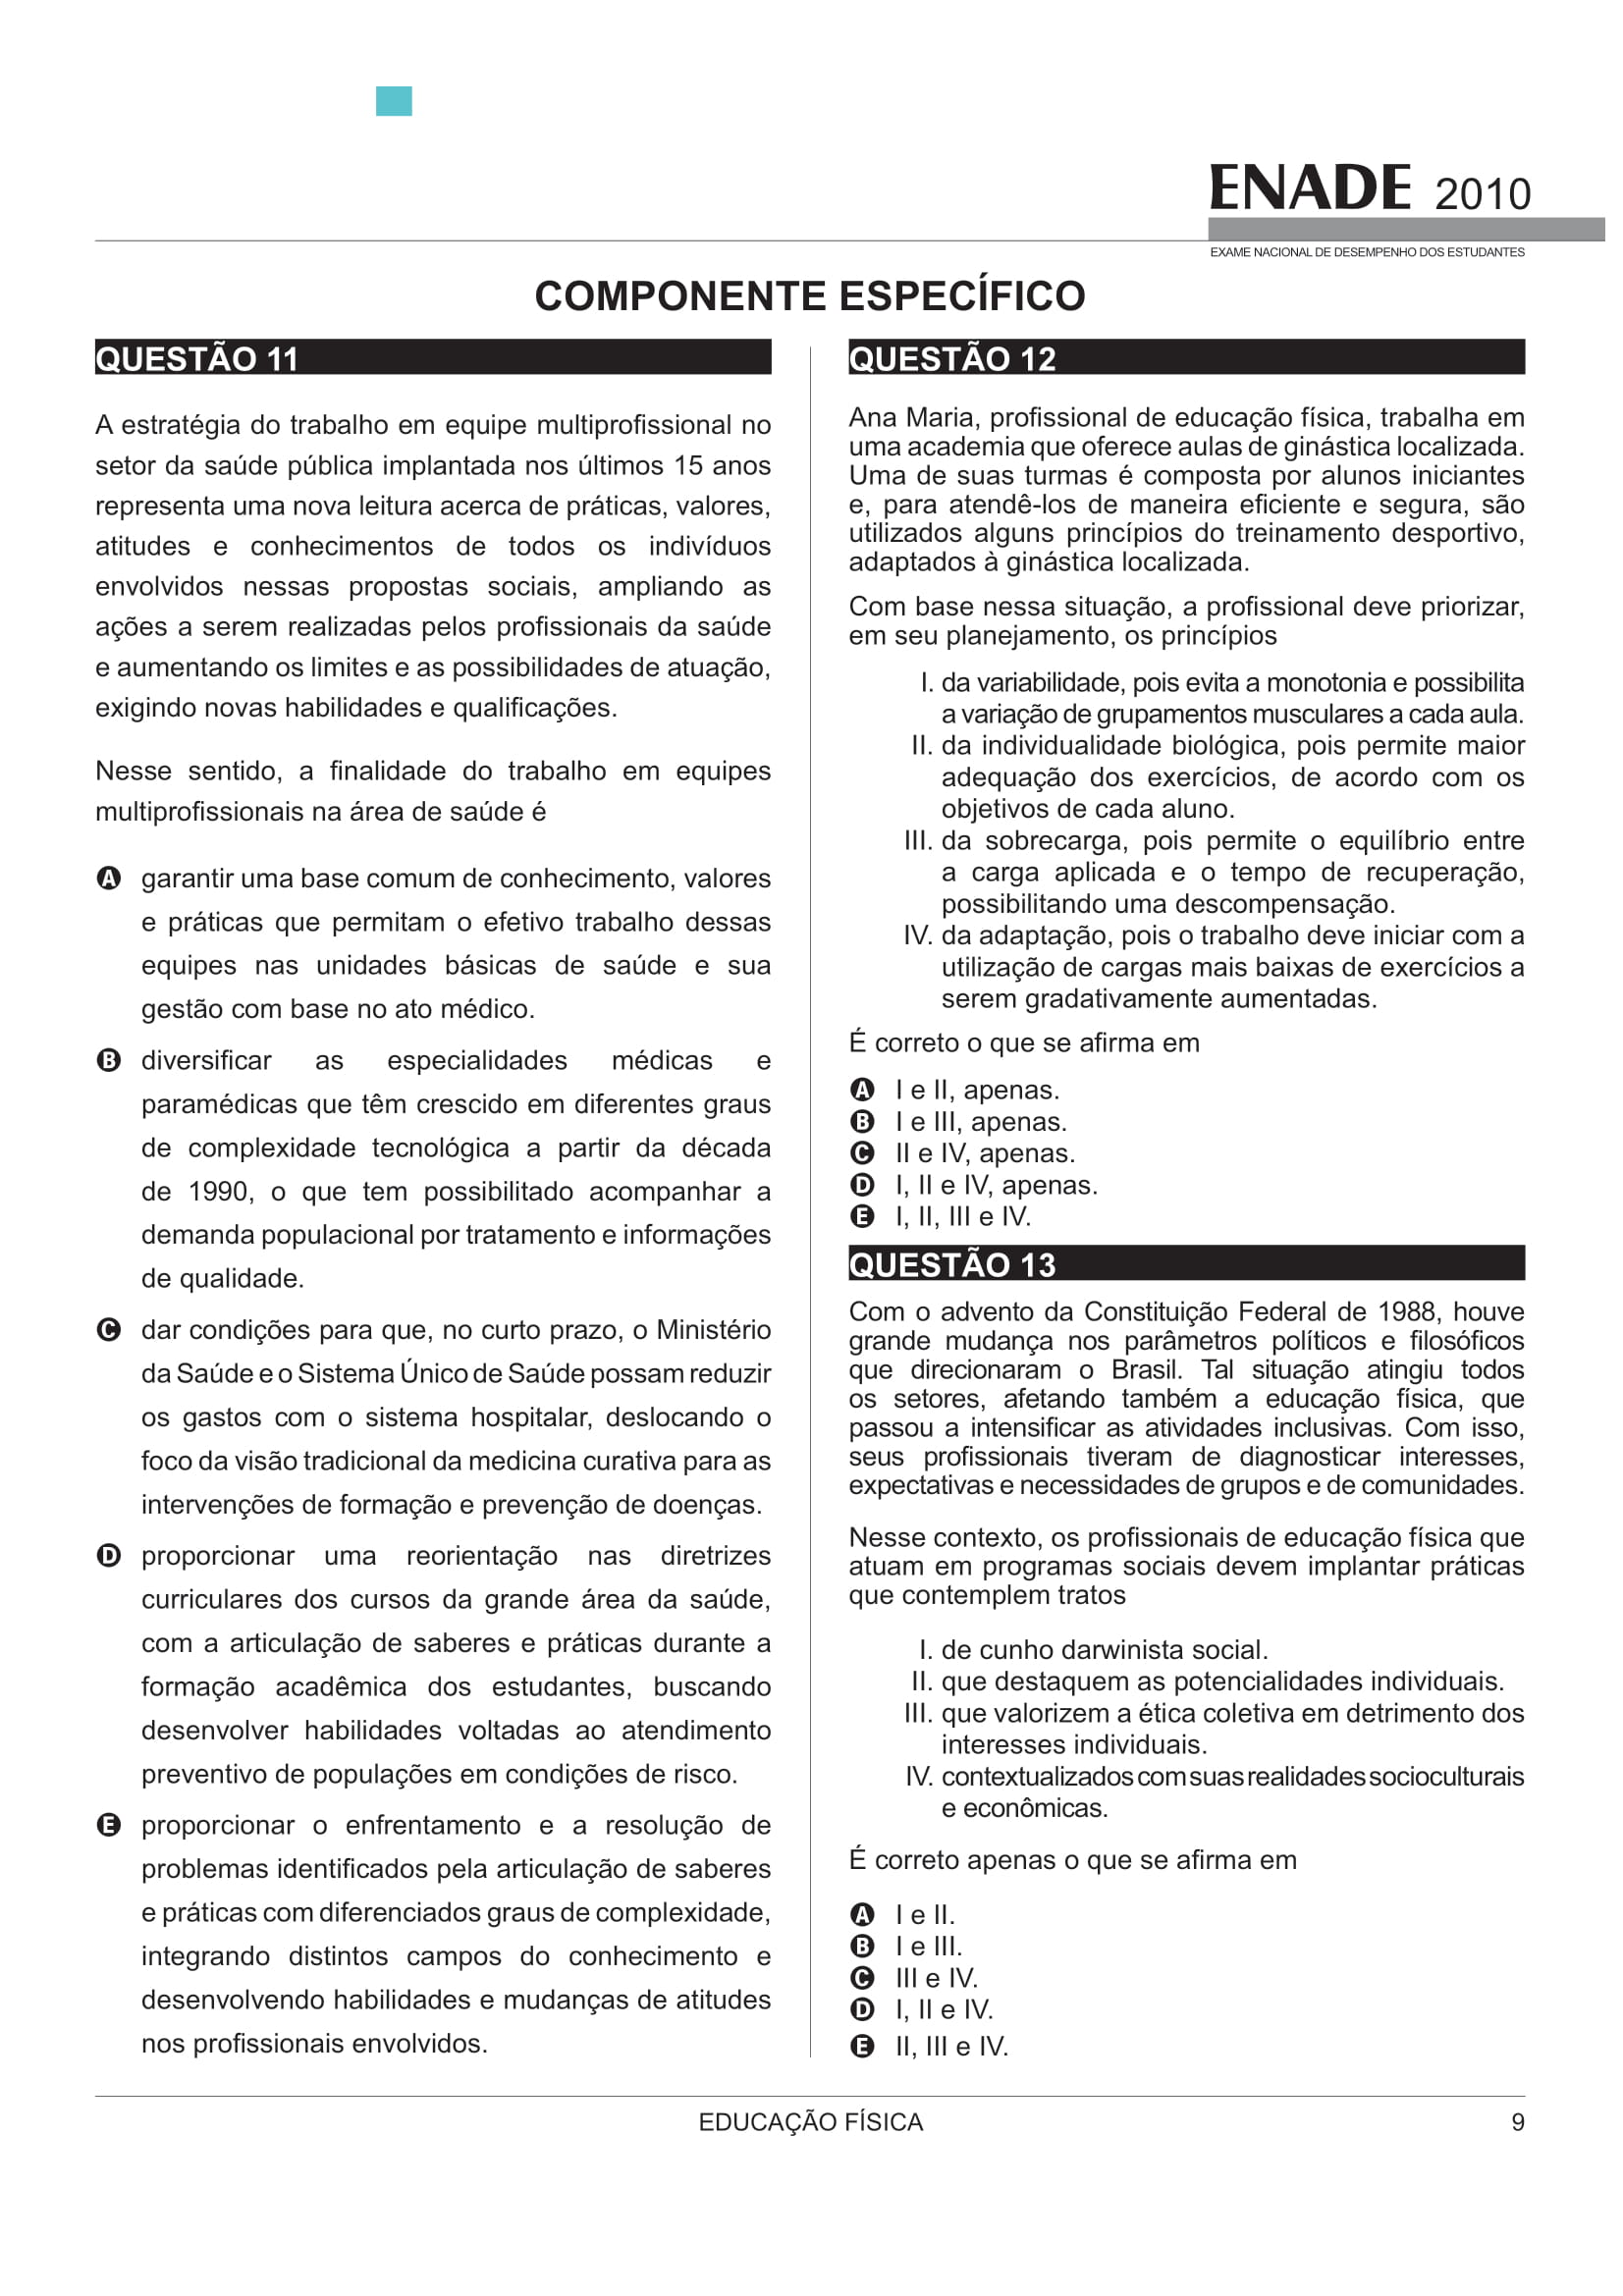 ENADE 2010
EXAME NACIONAL DE DESEMPENHO DOS ESTUDANTES
COMPONENTE ESPECÍFICO
QUESTÃO 11
A estratégia do trabalho em equipe multiprofissional no
setor da saúde pública implantada nos últimos 15 anos
representa uma nova leitura acerca de práticas, valores,
atitudes e conhecimentos de todos os indivíduos
envolvidos nessas propostas sociais, ampliando as
ações a serem realizadas pelos profissionais da saúde
e aumentando os limites e as possibilidades de atuação,
exigindo novas habilidades e qualificações.
Nesse sentido, a finalidade do trabalho em equipes
multiprofissionais na área de saúde é
A garantir uma base comum de conhecimento, valores
e práticas que permitam o efetivo trabalho dessas
equipes nas unidades básicas de saúde e sua
gestão com base no ato médico.
B diversificar as especialidades médicas e
paramédicas que têm crescido em diferentes graus
de complexidade tecnológica a partir da década
de 1990, o que tem possibilitado acompanhar a
demanda populacional por tratamento e informações
de qualidade.
C dar condições para que, no curto prazo, o Ministério
da Saúde e o Sistema Único de Saúde possam reduzir
os gastos com o sistema hospitalar, deslocando o
foco da visão tradicional da medicina curativa para as
intervenções de formação e prevenção de doenças.
D proporcionar uma reorientação nas diretrizes
curriculares dos cursos da grande área da saúde,
com a articulação de saberes e práticas durante a
formação acadêmica dos estudantes, buscando
desenvolver habilidades voltadas ao atendimento
preventivo de populações em condições de risco.
E proporcionar o enfrentamento e a resolução de
problemas identificados pela articulação de saberes
e práticas com diferenciados graus de complexidade,
integrando distintos campos do conhecimento e
desenvolvendo habilidades e mudanças de atitudes
nos profissionais envolvidos.
QUESTÃO 12
Ana Maria, profissional de educação física, trabalha em
uma academia que oferece aulas de ginástica localizada.
Uma de suas turmas é composta por alunos iniciantes
e, para atendê-los de maneira eficiente e segura, são
utilizados alguns princípios do treinamento desportivo,
adaptados à ginástica localizada.
Com base nessa situação, a profissional deve priorizar,
em seu planejamento, os princípios
I. da variabilidade, pois evita a monotonia e possibilita
a variação de grupamentos musculares a cada aula.
II. da individualidade biológica, pois permite maior
adequação dos exercícios, de acordo com os
objetivos de cada aluno.
III. da sobrecarga, pois permite o equilíbrio entre
a carga aplicada e o tempo de recuperação,
possibilitando uma descompensação.
IV. da adaptação, pois o trabalho deve iniciar com a
utilização de cargas mais baixas de exercícios a
serem gradativamente aumentadas.
É correto o que se afirma em
A I e II, apenas.
B I e III, apenas.
C II e IV, apenas.
D I, II e IV, apenas.
E I, II, III e IV.
QUESTÃO 13
Com o advento da Constituição Federal de 1988, houve
grande mudança nos parâmetros políticos e filosóficos
que direcionaram o Brasil. Tal situação atingiu todos
os setores, afetando também a educação física, que
passou a intensificar as atividades inclusivas. Com isso,
seus profissionais tiveram de diagnosticar interesses,
expectativas e necessidades de grupos e de comunidades.
Nesse contexto, os profissionais de educação física que
atuam em programas sociais devem implantar práticas
que contemplem tratos
I. de cunho darwinista social.
II. que destaquem as potencialidades individuais.
III. que valorizem a ética coletiva em detrimento dos
interesses individuais.
IV. contextualizados com suas realidades socioculturais
e econômicas.
É correto apenas o que se afirma em
A I e II.
B I e III.
C III e IV.
D I, II e IV.
E II, III e IV.
EDUCAÇÃO FÍSICA
9